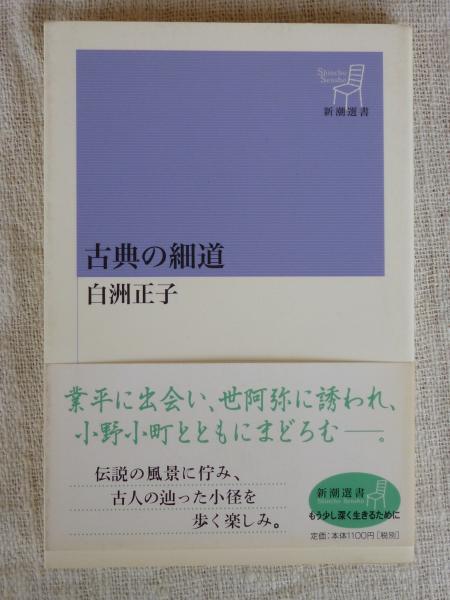 Shincho
Sensho
新潮選書
古典の細道
白洲正子
業平に出会い、世阿弥に誘われ、
小野小町とともにまどろむ──。
伝説の風景に佇み、
古人の辿った小径を
歩く楽しみ。
新潮選書
Shincho Sensho
もう少し深く生きるために
定価：本体1100円［税別］